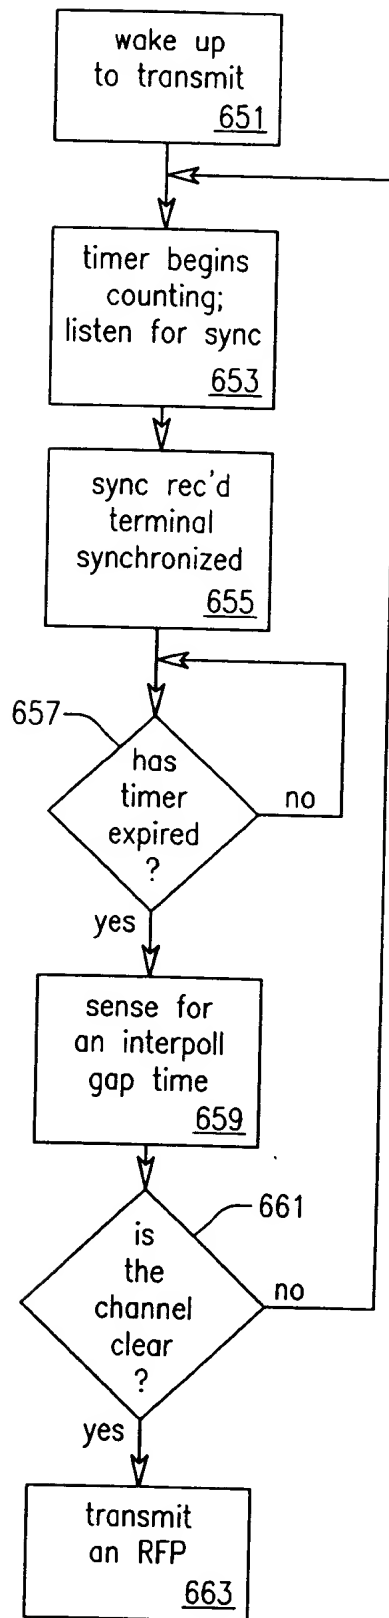 wake up
to transmit
651
timer begins
counting;
listen for sync
653
sync rec'd
terminal
synchronized
655
657
has
timer
expired
?
no
yes
sense for
an interpoll
gap time
659
661
is
the
channel
clear
?
no
yes
transmit
an RFP
663